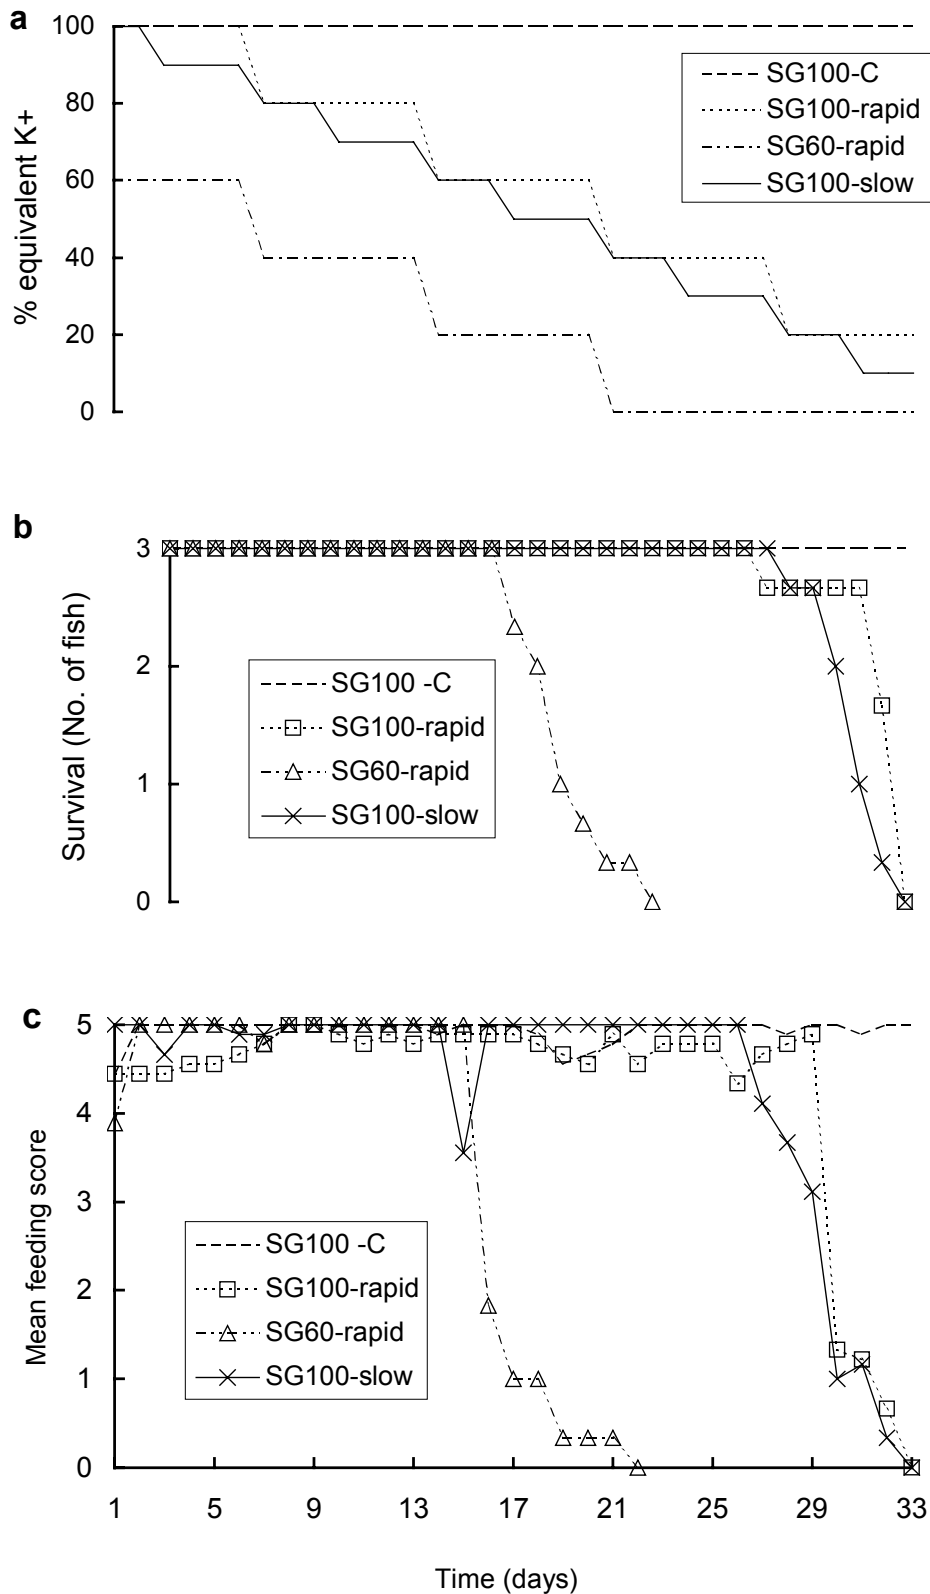 a
% equivalent K+
100
80
60
40
20
0
SG100-C
SG100-rapid
SG60-rapid
SG100-slow
b
Survival (No. of fish)
3
2
1
0
SG100 -C
SG100-rapid
SG60-rapid
SG100-slow
c
Mean feeding score
5
4
3
2
1
0
SG100 -C
SG100-rapid
SG60-rapid
SG100-slow
1 5 9 13 17 21 25 29 33
Time (days)